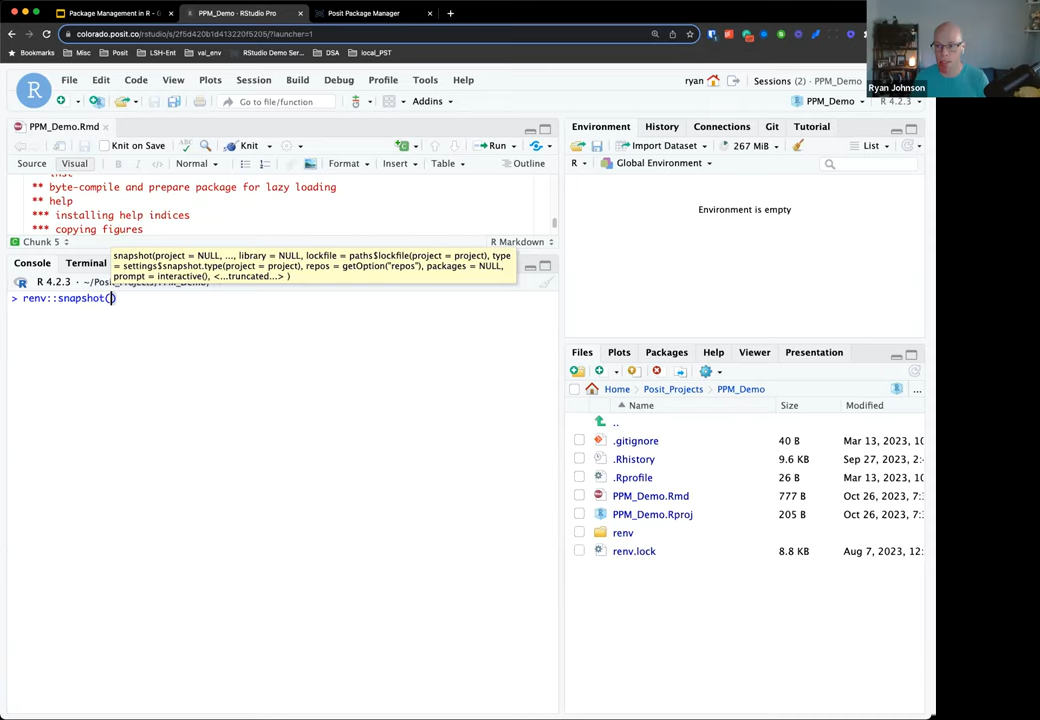 Package Management in R - G
PPM_Demo - RStudio Pro
Posit Package Manager
colorado.posit.co/rstudio/s/2f5d420b1d413220f5205/?launcher=1
Bookmarks Misc Posit LSH-Ent val_env RStudio Demo Ser... DSA local_PST
Ryan Johnson
R File Edit Code View Plots Session Build Debug Profile Tools Help
ryan Sessions (2) PPM_Demo
Go to file/function Addins
PPM_Demo R 4.2.3
PPM_Demo.Rmd
Knit on Save Knit Run
Source Visual B I Normal Format Insert Table Outline
inst
** byte-compile and prepare package for lazy loading
** help
*** installing help indices
*** copying figures
Chunk 5 R Markdown
snapshot(project = NULL, ..., library = NULL, lockfile = paths$lockfile(project = project), type
= settings$snapshot.type(project = project), repos = getOption("repos"), packages = NULL,
prompt = interactive(), <...truncated...> )
Console Terminal
R 4.2.3 · ~/Posit_Projects/PPM_Demo/
> renv::snapshot()
Environment History Connections Git Tutorial
Import Dataset 267 MiB List
R Global Environment
Environment is empty
Files Plots Packages Help Viewer Presentation
Home Posit_Projects PPM_Demo ...
Name Size Modified
..
.gitignore 40 B Mar 13, 2023, 10
.Rhistory 9.6 KB Sep 27, 2023, 2:
.Rprofile 26 B Mar 13, 2023, 10
PPM_Demo.Rmd 777 B Oct 26, 2023, 7:
PPM_Demo.Rproj 205 B Oct 26, 2023, 7:
renv
renv.lock 8.8 KB Aug 7, 2023, 12: